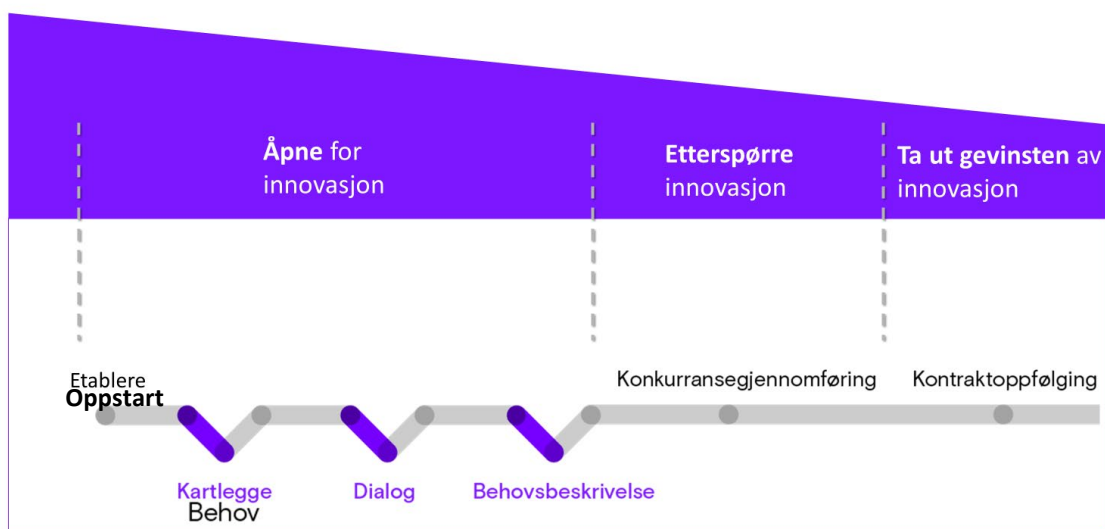 Åpne for
innovasjon
Etterspørre
innovasjon
Ta ut gevinsten av
innovasjon
Etablere
Oppstart
Konkurransegjennomføring
Kontraktoppfølging
Kartlegge
Behov
Dialog
Behovsbeskrivelse